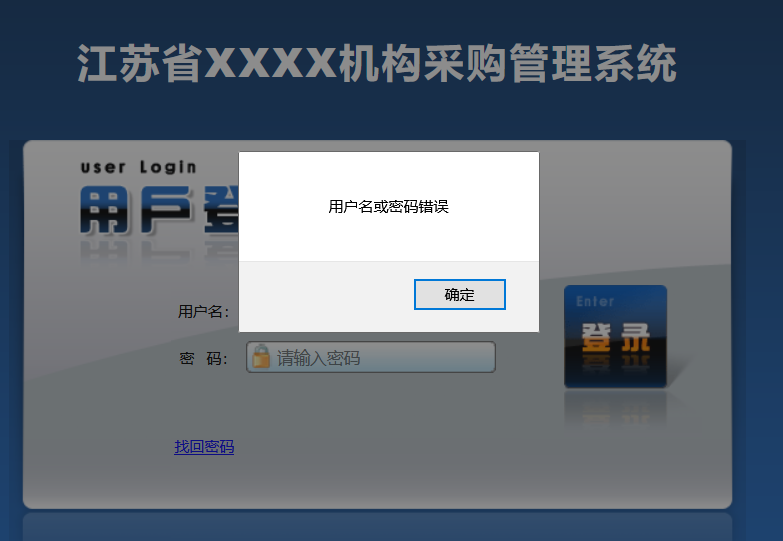 江苏省XXXX机构采购管理系统
user Login
用户登
用户名或密码错误
确定
用户名：
密 码：
请输入密码
Enter
登录
找回密码